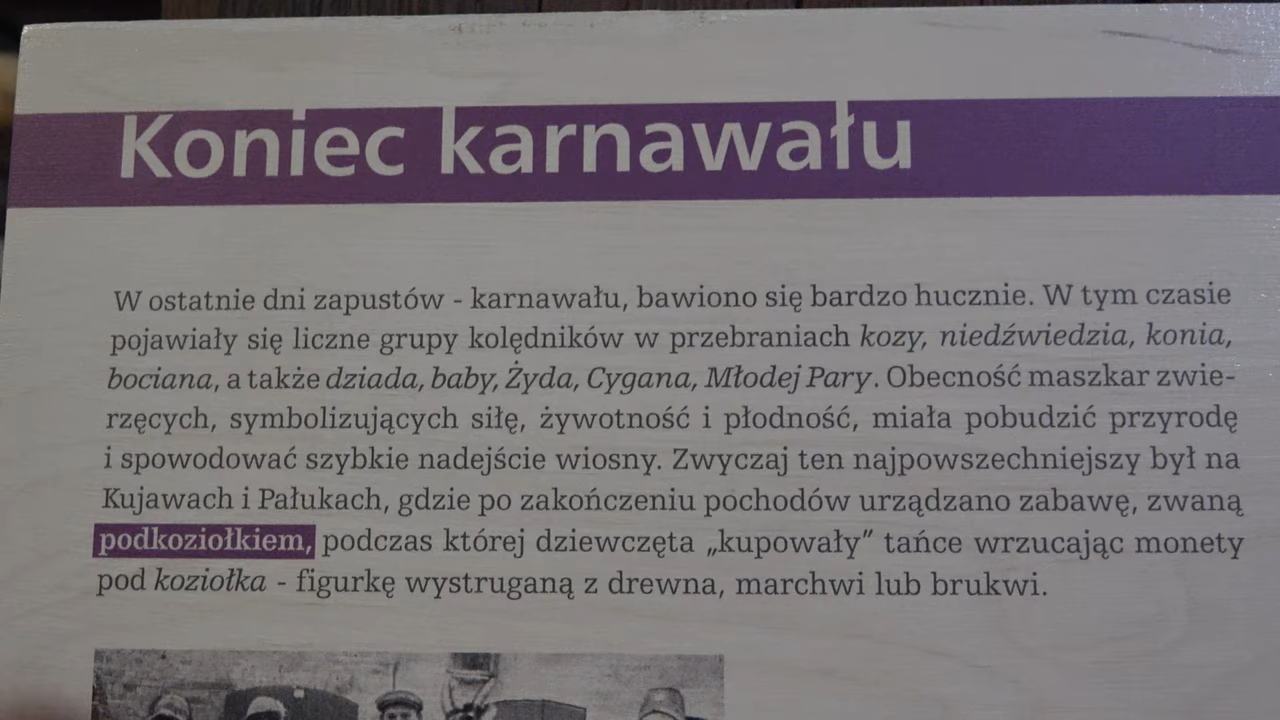 Koniec karnawału
W ostatnie dni zapustów - karnawału, bawiono się bardzo hucznie. W tym czasie
pojawiały się liczne grupy kolędników w przebraniach kozy, niedźwiedzia, konia,
bociana, a także dziada, baby, Żyda, Cygana, Młodej Pary. Obecność maszkar zwie-
rzęcych, symbolizujących siłę, żywotność i płodność, miała pobudzić przyrodę
i spowodować szybkie nadejście wiosny. Zwyczaj ten najpowszechniejszy był na
Kujawach i Pałukach, gdzie po zakończeniu pochodów urządzano zabawę, zwaną
podkoziołkiem, podczas której dziewczęta „kupowały” tańce wrzucając monety
pod koziołka - figurkę wystruganą z drewna, marchwi lub brukwi.